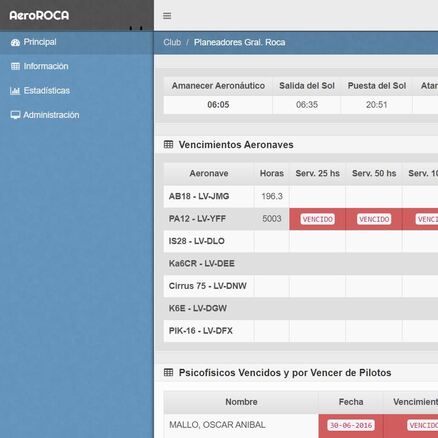 AeroROCA
Principal
Información
Estadísticas
Administración
Club / Planeadores Gral. Roca
Amanecer Aeronáutico Salida del Sol Puesta del Sol Atar
06:05 06:35 20:51
Vencimientos Aeronaves
Aeronave Horas Serv. 25 hs Serv. 50 hs Serv. 10
AB18 - LV-JMG 196.3
PA12 - LV-YFF 5003 VENCIDO VENCIDO VENC
IS28 - LV-DLO
Ka6CR - LV-DEE
Cirrus 75 - LV-DNW
K6E - LV-DGW
PIK-16 - LV-DFX
Psicofísicos Vencidos y por Vencer de Pilotos
Nombre Fecha Vencimient
MALLO, OSCAR ANIBAL 30-06-2016 VENCID